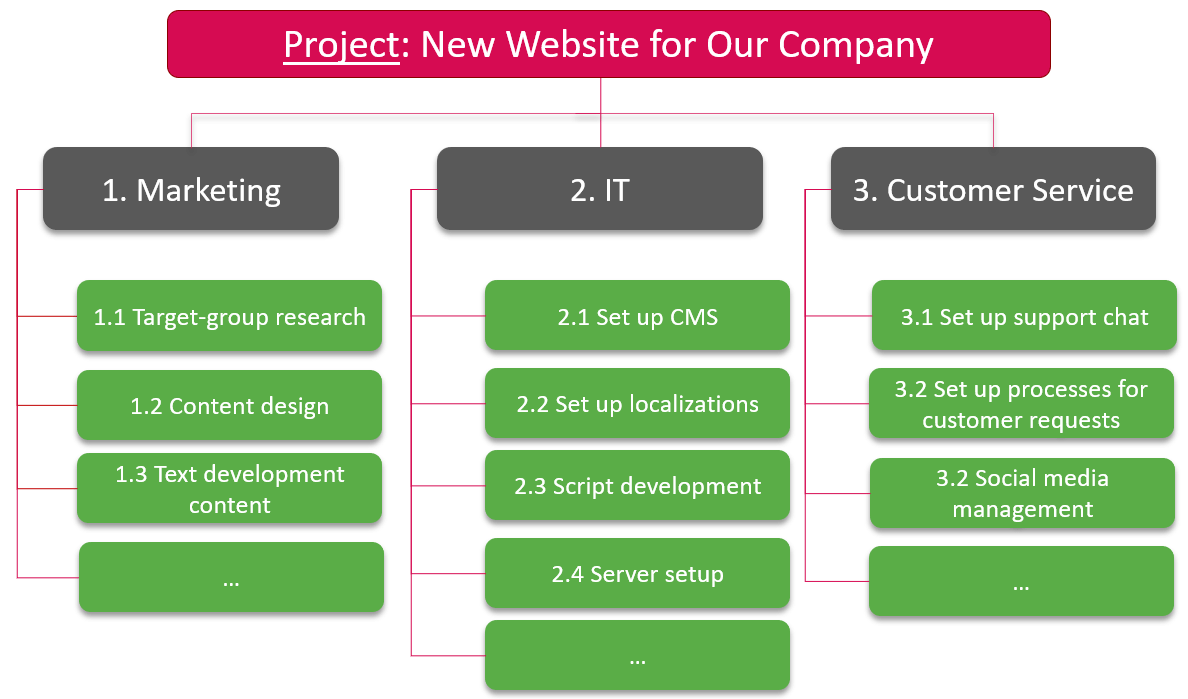 Project: New Website for Our Company
1. Marketing
2. IT
3. Customer Service
1.1 Target-group research
1.2 Content design
1.3 Text development
content
...
2.1 Set up CMS
2.2 Set up localizations
2.3 Script development
2.4 Server setup
...
3.1 Set up support chat
3.2 Set up processes for
customer requests
3.2 Social media
management
...